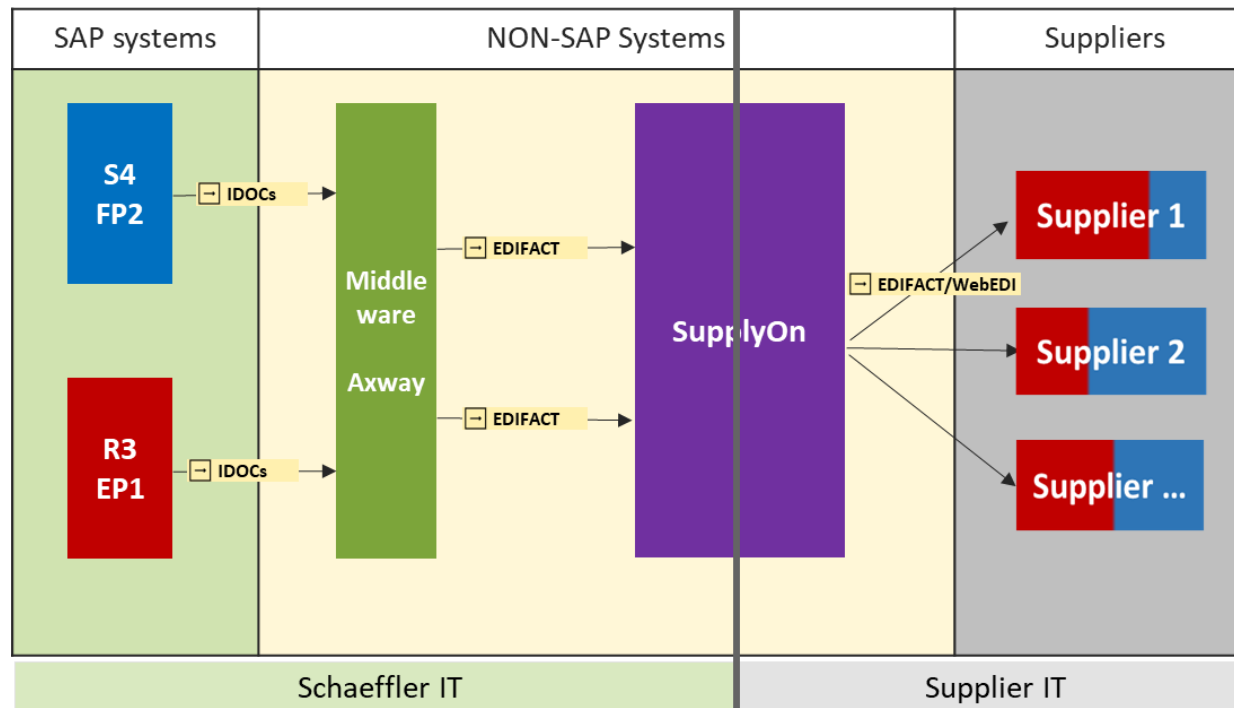 SAP systems
NON-SAP Systems
Suppliers
S4
FP2
→ IDOCs
Middle
ware
Axway
→ EDIFACT
SupplyOn
→ EDIFACT/WebEDI
Supplier 1
Supplier 2
R3
EP1
→ IDOCs
→ EDIFACT
Supplier ...
Schaeffler IT
Supplier IT